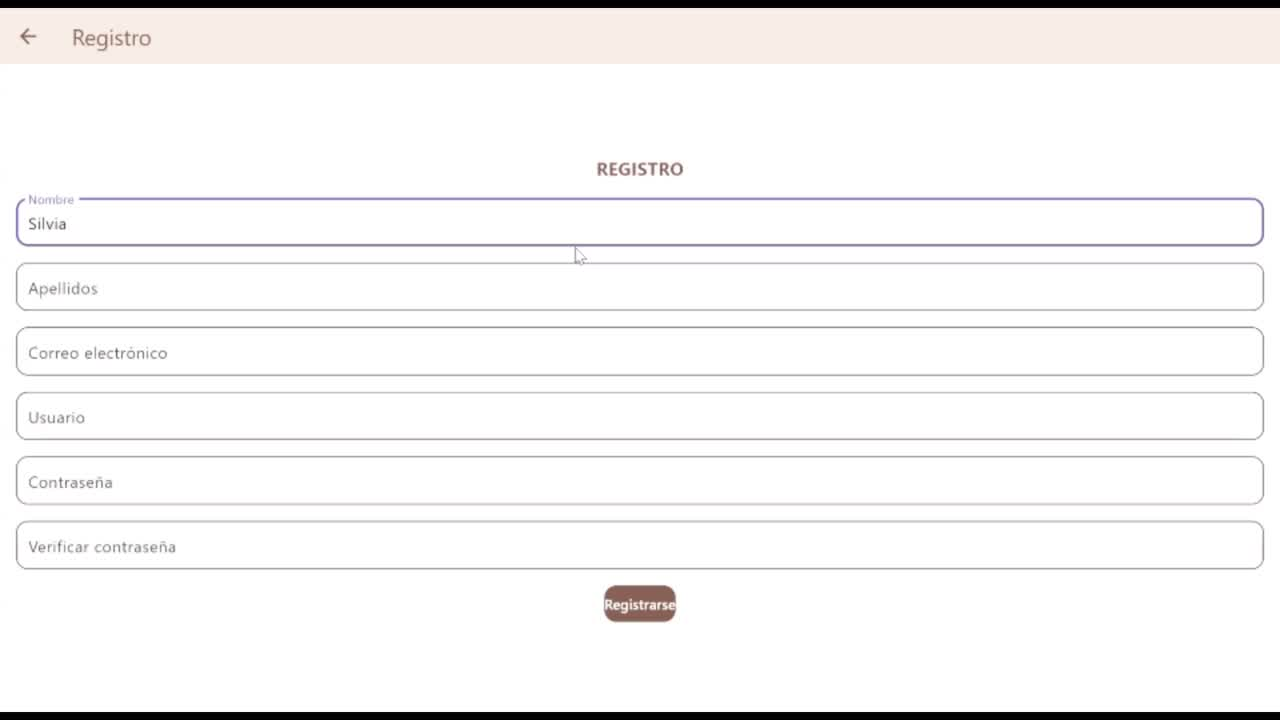 Registro
REGISTRO
Nombre
Silvia
Apellidos
Correo electrónico
Usuario
Contraseña
Verificar contraseña
Registrarse